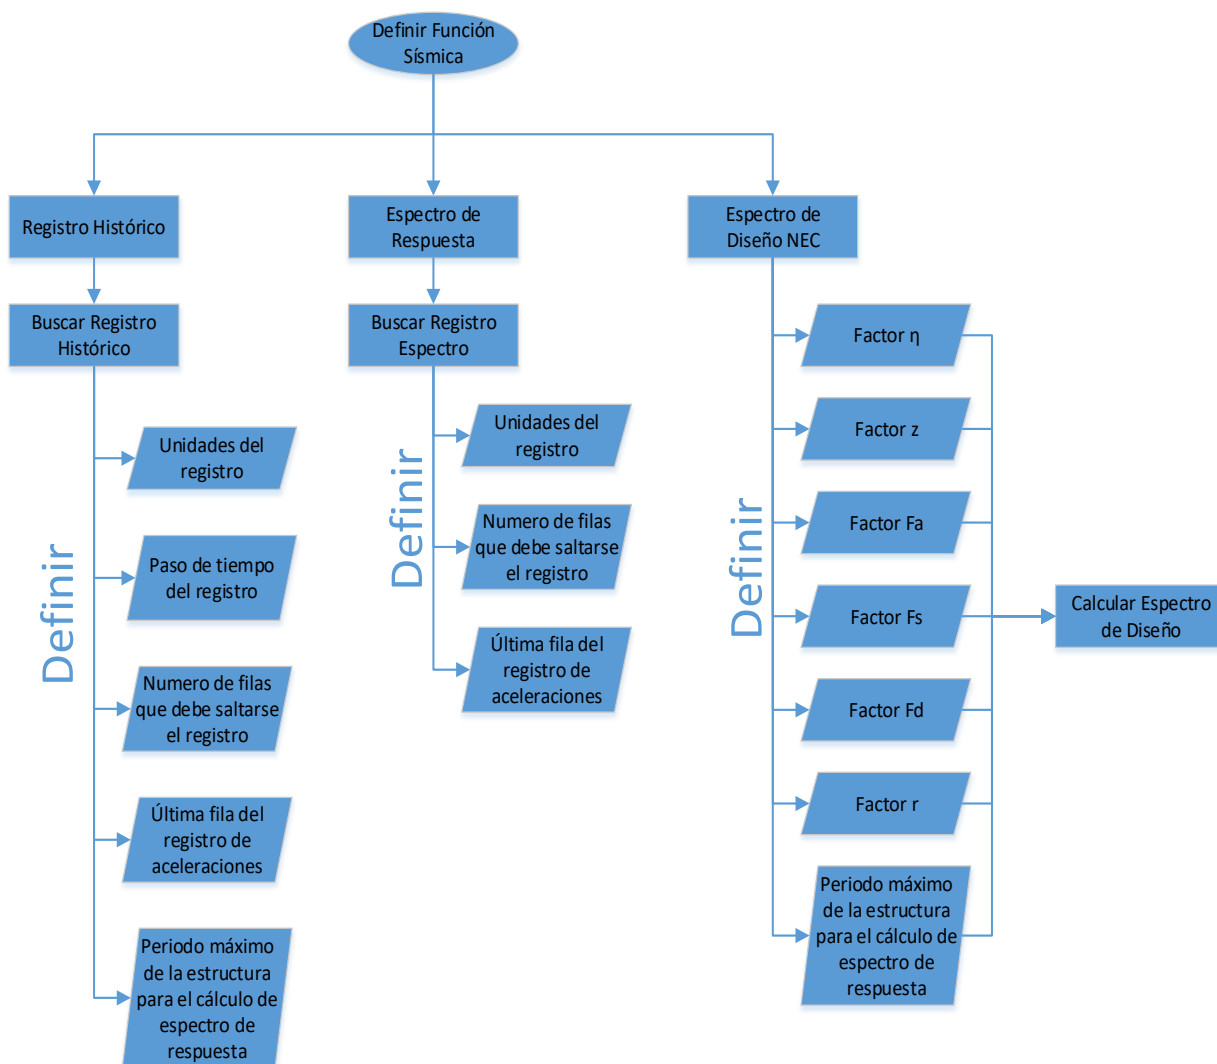 Definir Función
Sísmica
Registro Histórico
Espectro de
Respuesta
Espectro de
Diseño NEC
Buscar Registro
Histórico
Buscar Registro
Espectro
Definir
Unidades del
registro
Paso de tiempo
del registro
Numero de filas
que debe saltarse
el registro
Última fila del
registro de
aceleraciones
Periodo máximo
de la estructura
para el cálculo de
espectro de
respuesta
Definir
Unidades del
registro
Numero de filas
que debe saltarse
el registro
Última fila del
registro de
aceleraciones
Definir
Factor η
Factor z
Factor Fa
Factor Fs
Factor Fd
Factor r
Periodo máximo
de la estructura
para el cálculo de
espectro de
respuesta
Calcular Espectro
de Diseño